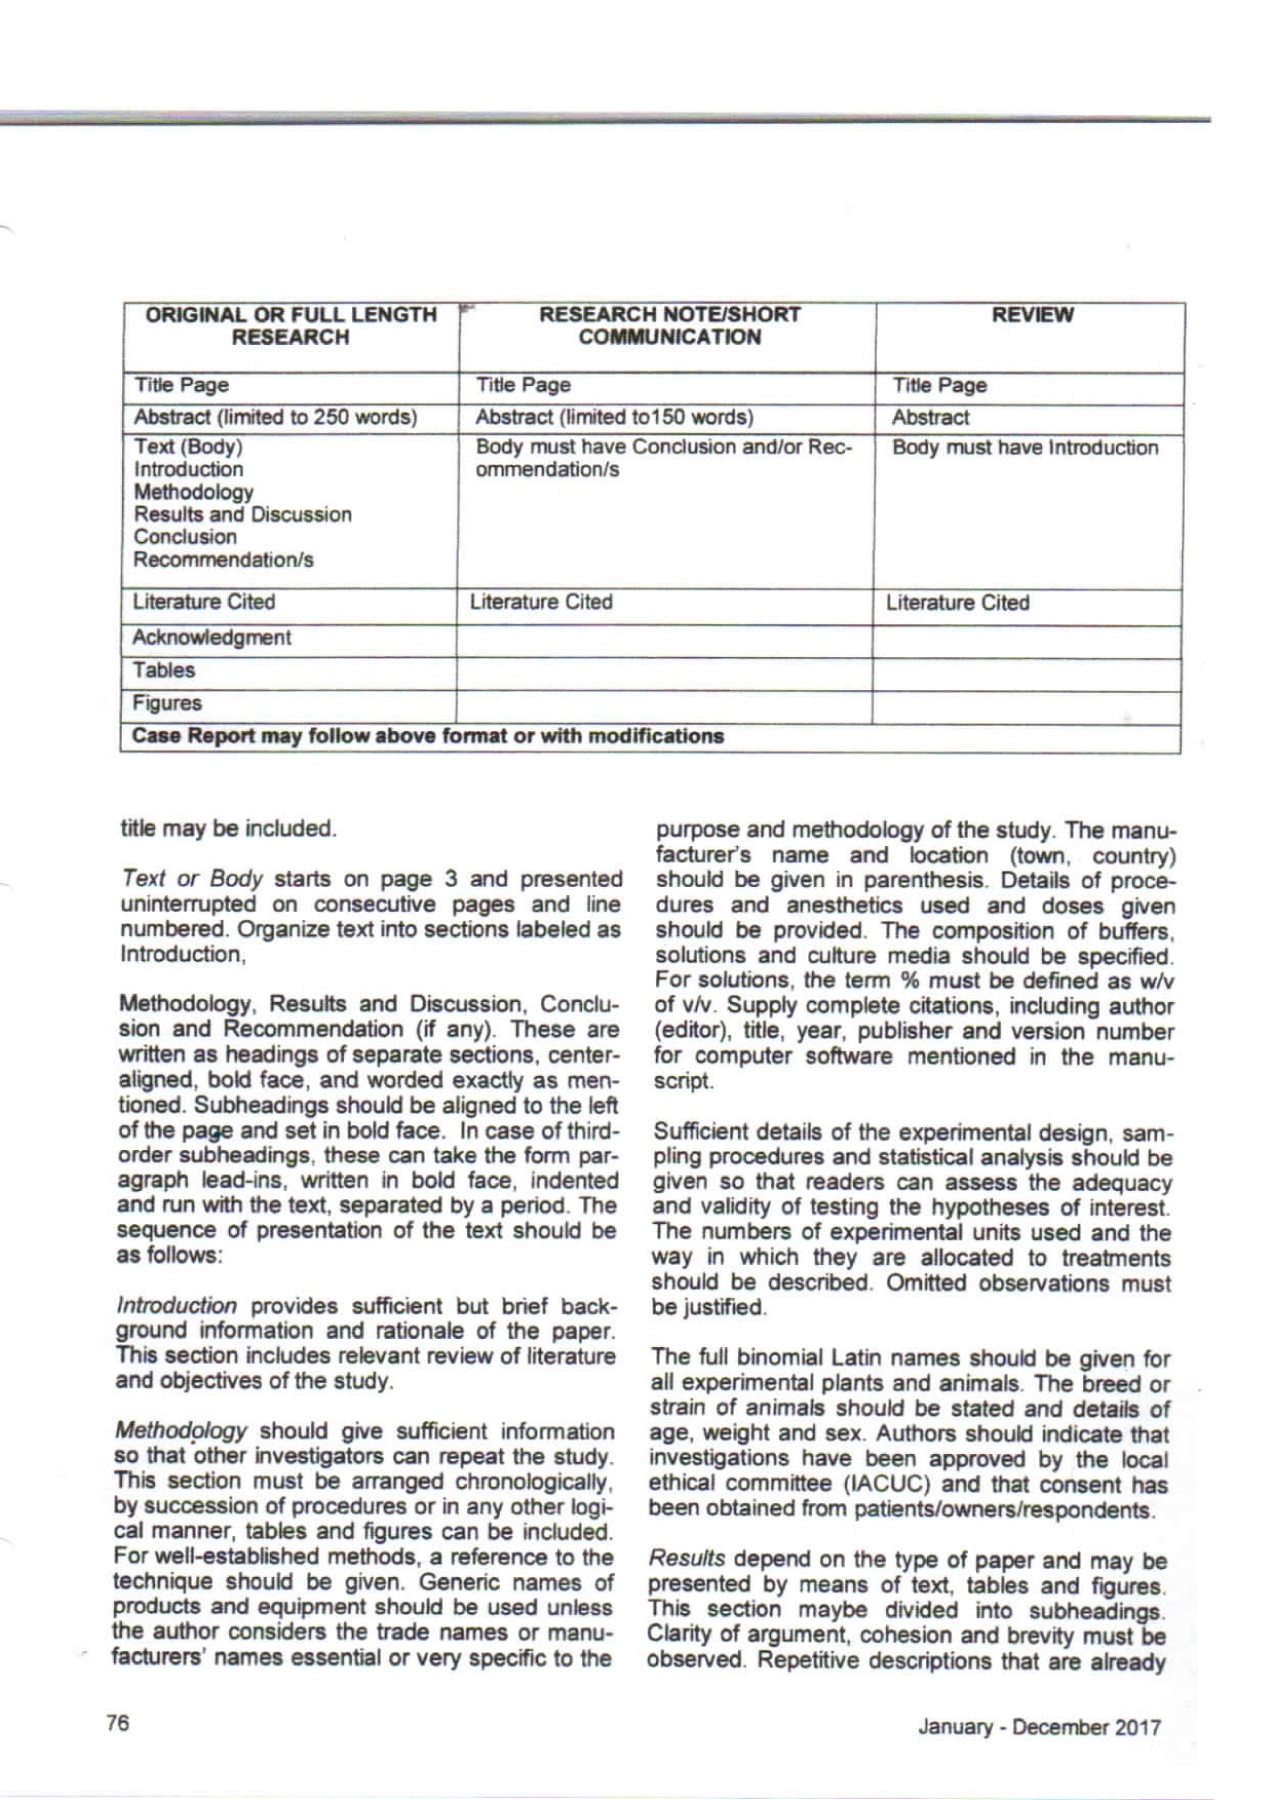 ORIGINAL OR FULL LENGTH
RESEARCH
RESEARCH NOTE/SHORT
COMMUNICATION
REVIEW
Title Page
Title Page
Title Page
Abstract (limited to 250 words)
Abstract (limited to150 words)
Abstract
Text (Body)
Introduction
Methodology
Results and Discussion
Conclusion
Recommendation/s
Body must have Conclusion and/or Rec-
ommendation/s
Body must have Introduction
Literature Cited
Literature Cited
Literature Cited
Acknowledgment
Tables
Figures
Case Report may follow above format or with modifications
title may be included.
Text or Body starts on page 3 and presented
uninterrupted on consecutive pages and line
numbered. Organize text into sections labeled as
Introduction,
Methodology, Results and Discussion, Conclu-
sion and Recommendation (if any). These are
written as headings of separate sections, center-
aligned, bold face, and worded exactly as men-
tioned. Subheadings should be aligned to the left
of the page and set in bold face. In case of third-
order subheadings, these can take the form par-
agraph lead-ins, written in bold face, indented
and run with the text, separated by a period. The
sequence of presentation of the text should be
as follows:
Introduction provides sufficient but brief back-
ground information and rationale of the paper.
This section includes relevant review of literature
and objectives of the study.
Methodology should give sufficient information
so that other investigators can repeat the study.
This section must be arranged chronologically,
by succession of procedures or in any other logi-
cal manner, tables and figures can be included.
For well-established methods, a reference to the
technique should be given. Generic names of
products and equipment should be used unless
the author considers the trade names or manu-
facturers' names essential or very specific to the
purpose and methodology of the study. The manu-
facturer's name and location (town, country)
should be given in parenthesis. Details of proce-
dures and anesthetics used and doses given
should be provided. The composition of buffers,
solutions and culture media should be specified.
For solutions, the term % must be defined as w/v
of v/v. Supply complete citations, including author
(editor), title, year, publisher and version number
for computer software mentioned in the manu-
script.
Sufficient details of the experimental design, sam-
pling procedures and statistical analysis should be
given so that readers can assess the adequacy
and validity of testing the hypotheses of interest.
The numbers of experimental units used and the
way in which they are allocated to treatments
should be described. Omitted observations must
be justified.
The full binomial Latin names should be given for
all experimental plants and animals. The breed or
strain of animals should be stated and details of
age, weight and sex. Authors should indicate that
investigations have been approved by the local
ethical committee (IACUC) and that consent has
been obtained from patients/owners/respondents.
Results depend on the type of paper and may be
presented by means of text, tables and figures.
This section maybe divided into subheadings.
Clarity of argument, cohesion and brevity must be
observed. Repetitive descriptions that are already
76
January - December 2017